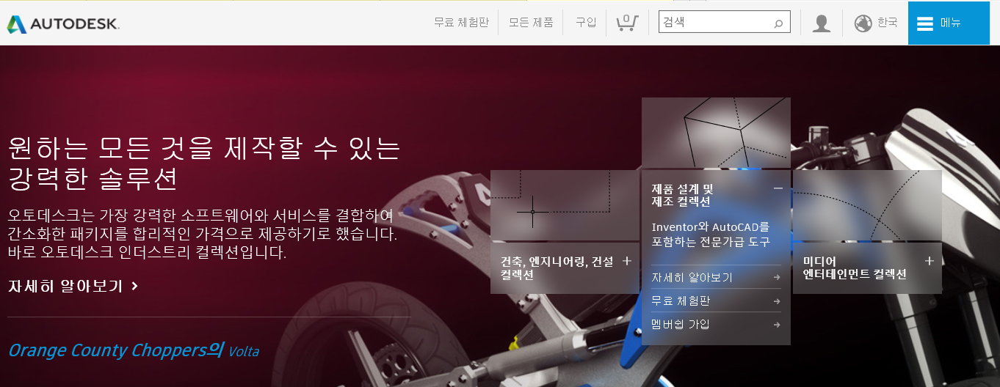 AUTODESK.
무료 체험판
모든 제품
구입
0
검색
한국
메뉴
원하는 모든 것을 제작할 수 있는
강력한 솔루션
오토데스크는 가장 강력한 소프트웨어와 서비스를 결합하여
간소화한 패키지를 합리적인 가격으로 제공하기로 했습니다.
바로 오토데스크 인더스트리 컬렉션입니다.
자세히 알아보기 >
Orange County Choppers의 Volta
건축, 엔지니어링, 건설 +
컬렉션
제품 설계 및 –
제조 컬렉션
Inventor와 AutoCAD를
포함하는 전문가급 도구
자세히 알아보기 →
무료 체험판 →
멤버쉽 가입 →
미디어 +
엔터테인먼트 컬렉션